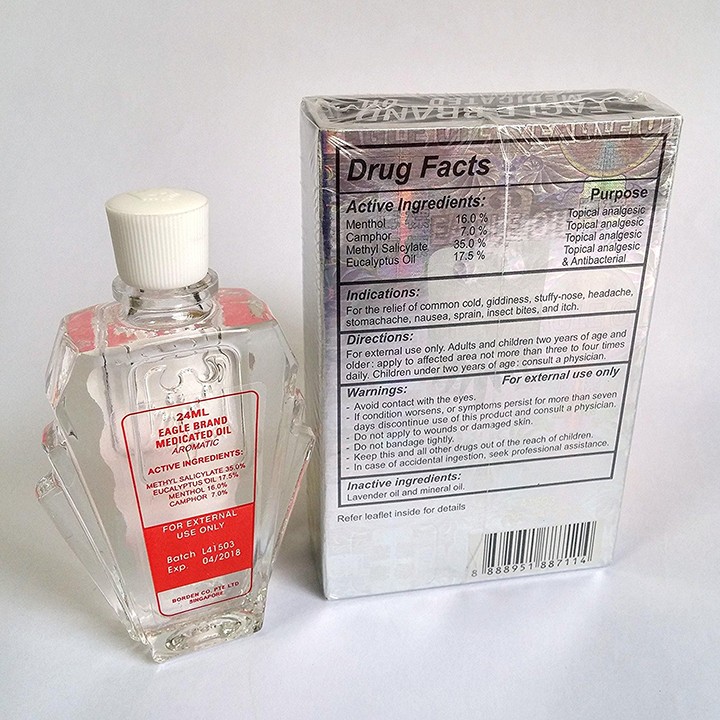 24ML
EAGLE BRAND
MEDICATED OIL
AROMATIC
ACTIVE INGREDIENTS:
METHYL SALICYLATE 35.0%
EUCALYPTUS OIL 17.5%
MENTHOL 16.0%
CAMPHOR 7.0%
FOR EXTERNAL
USE ONLY
Batch L41503
Exp. 04/2018
BORDEN CO. PTE LTD
SINGAPORE
EAGLE BRAND
MEDICATED OIL
Drug Facts
Active Ingredients: Purpose
Menthol 16.0 % Topical analgesic
Camphor 7.0 % Topical analgesic
Methyl Salicylate 35.0 % Topical analgesic
Eucalyptus Oil 17.5 % Topical analgesic
& Antibacterial
Indications:
For the relief of common cold, giddiness, stuffy-nose, headache,
stomachache, nausea, sprain, insect bites, and itch.
Directions:
For external use only. Adults and children two years of age and
older : apply to affected area not more than three to four times
daily. Children under two years of age : consult a physician.
Warnings: For external use only
- Avoid contact with the eyes.
- If condition worsens, or symptoms persist for more than seven
days discontinue use of this product and consult a physician.
- Do not apply to wounds or damaged skin.
- Do not bandage tightly.
- Keep this and all other drugs out of the reach of children.
- In case of accidental ingestion, seek professional assistance.
Inactive ingredients:
Lavender oil and mineral oil.
Refer leaflet inside for details
8 888951 887114